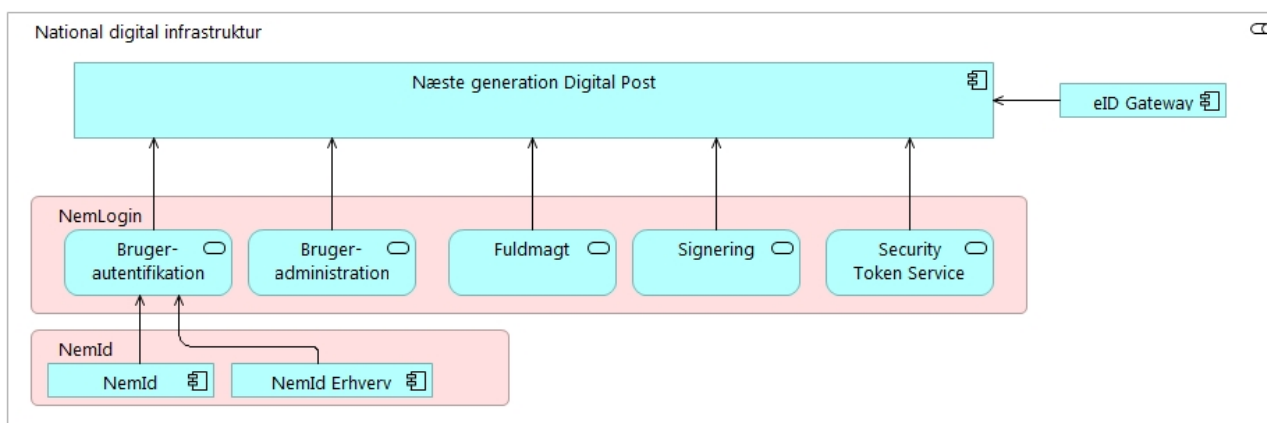 National digital infrastruktur
Næste generation Digital Post
eID Gateway
NemLogin
Bruger-
autentifikation
Bruger-
administration
Fuldmagt
Signering
Security
Token Service
NemId
NemId
NemId Erhverv